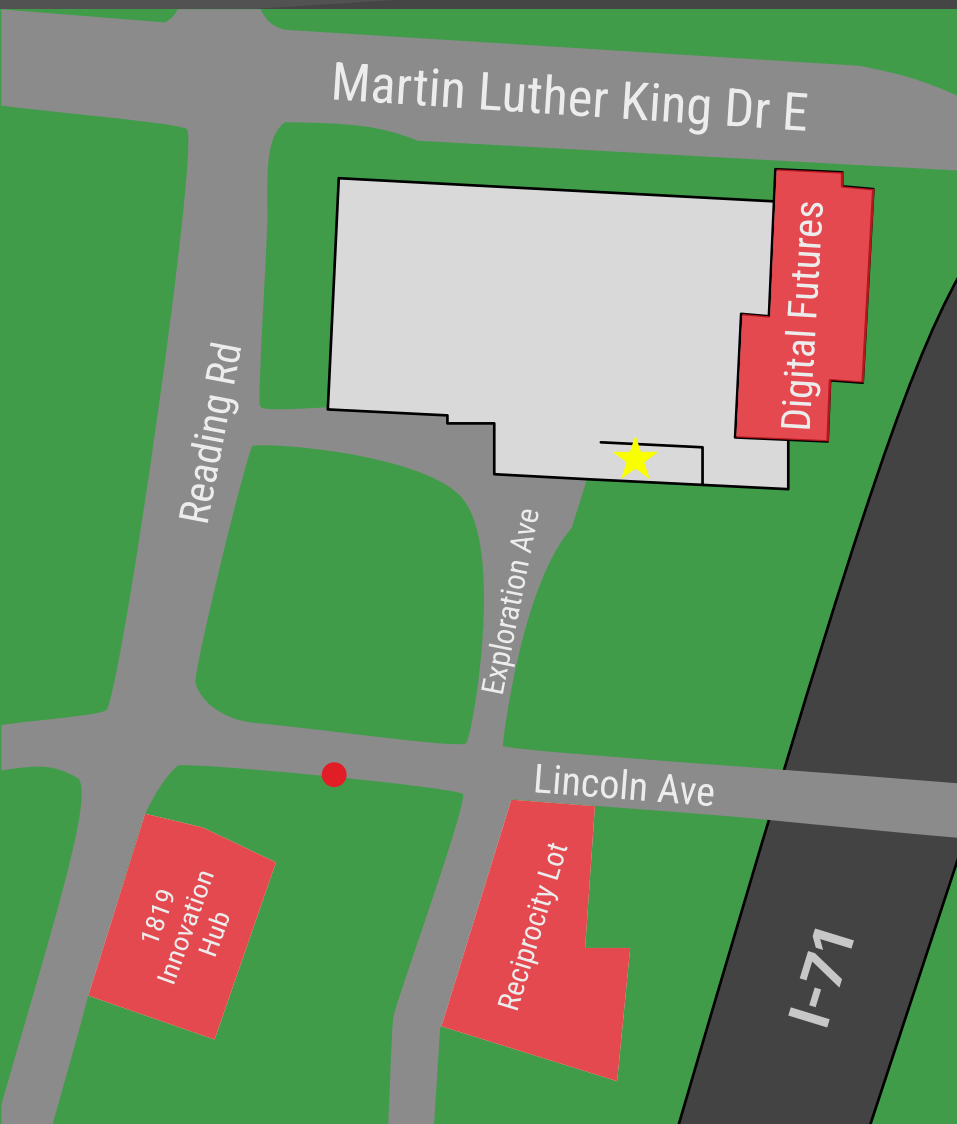 Martin Luther King Dr E
Digital Futures
Reading Rd
Exploration Ave
Lincoln Ave
1819
Innovation
Hub
Reciprocity Lot
I-71